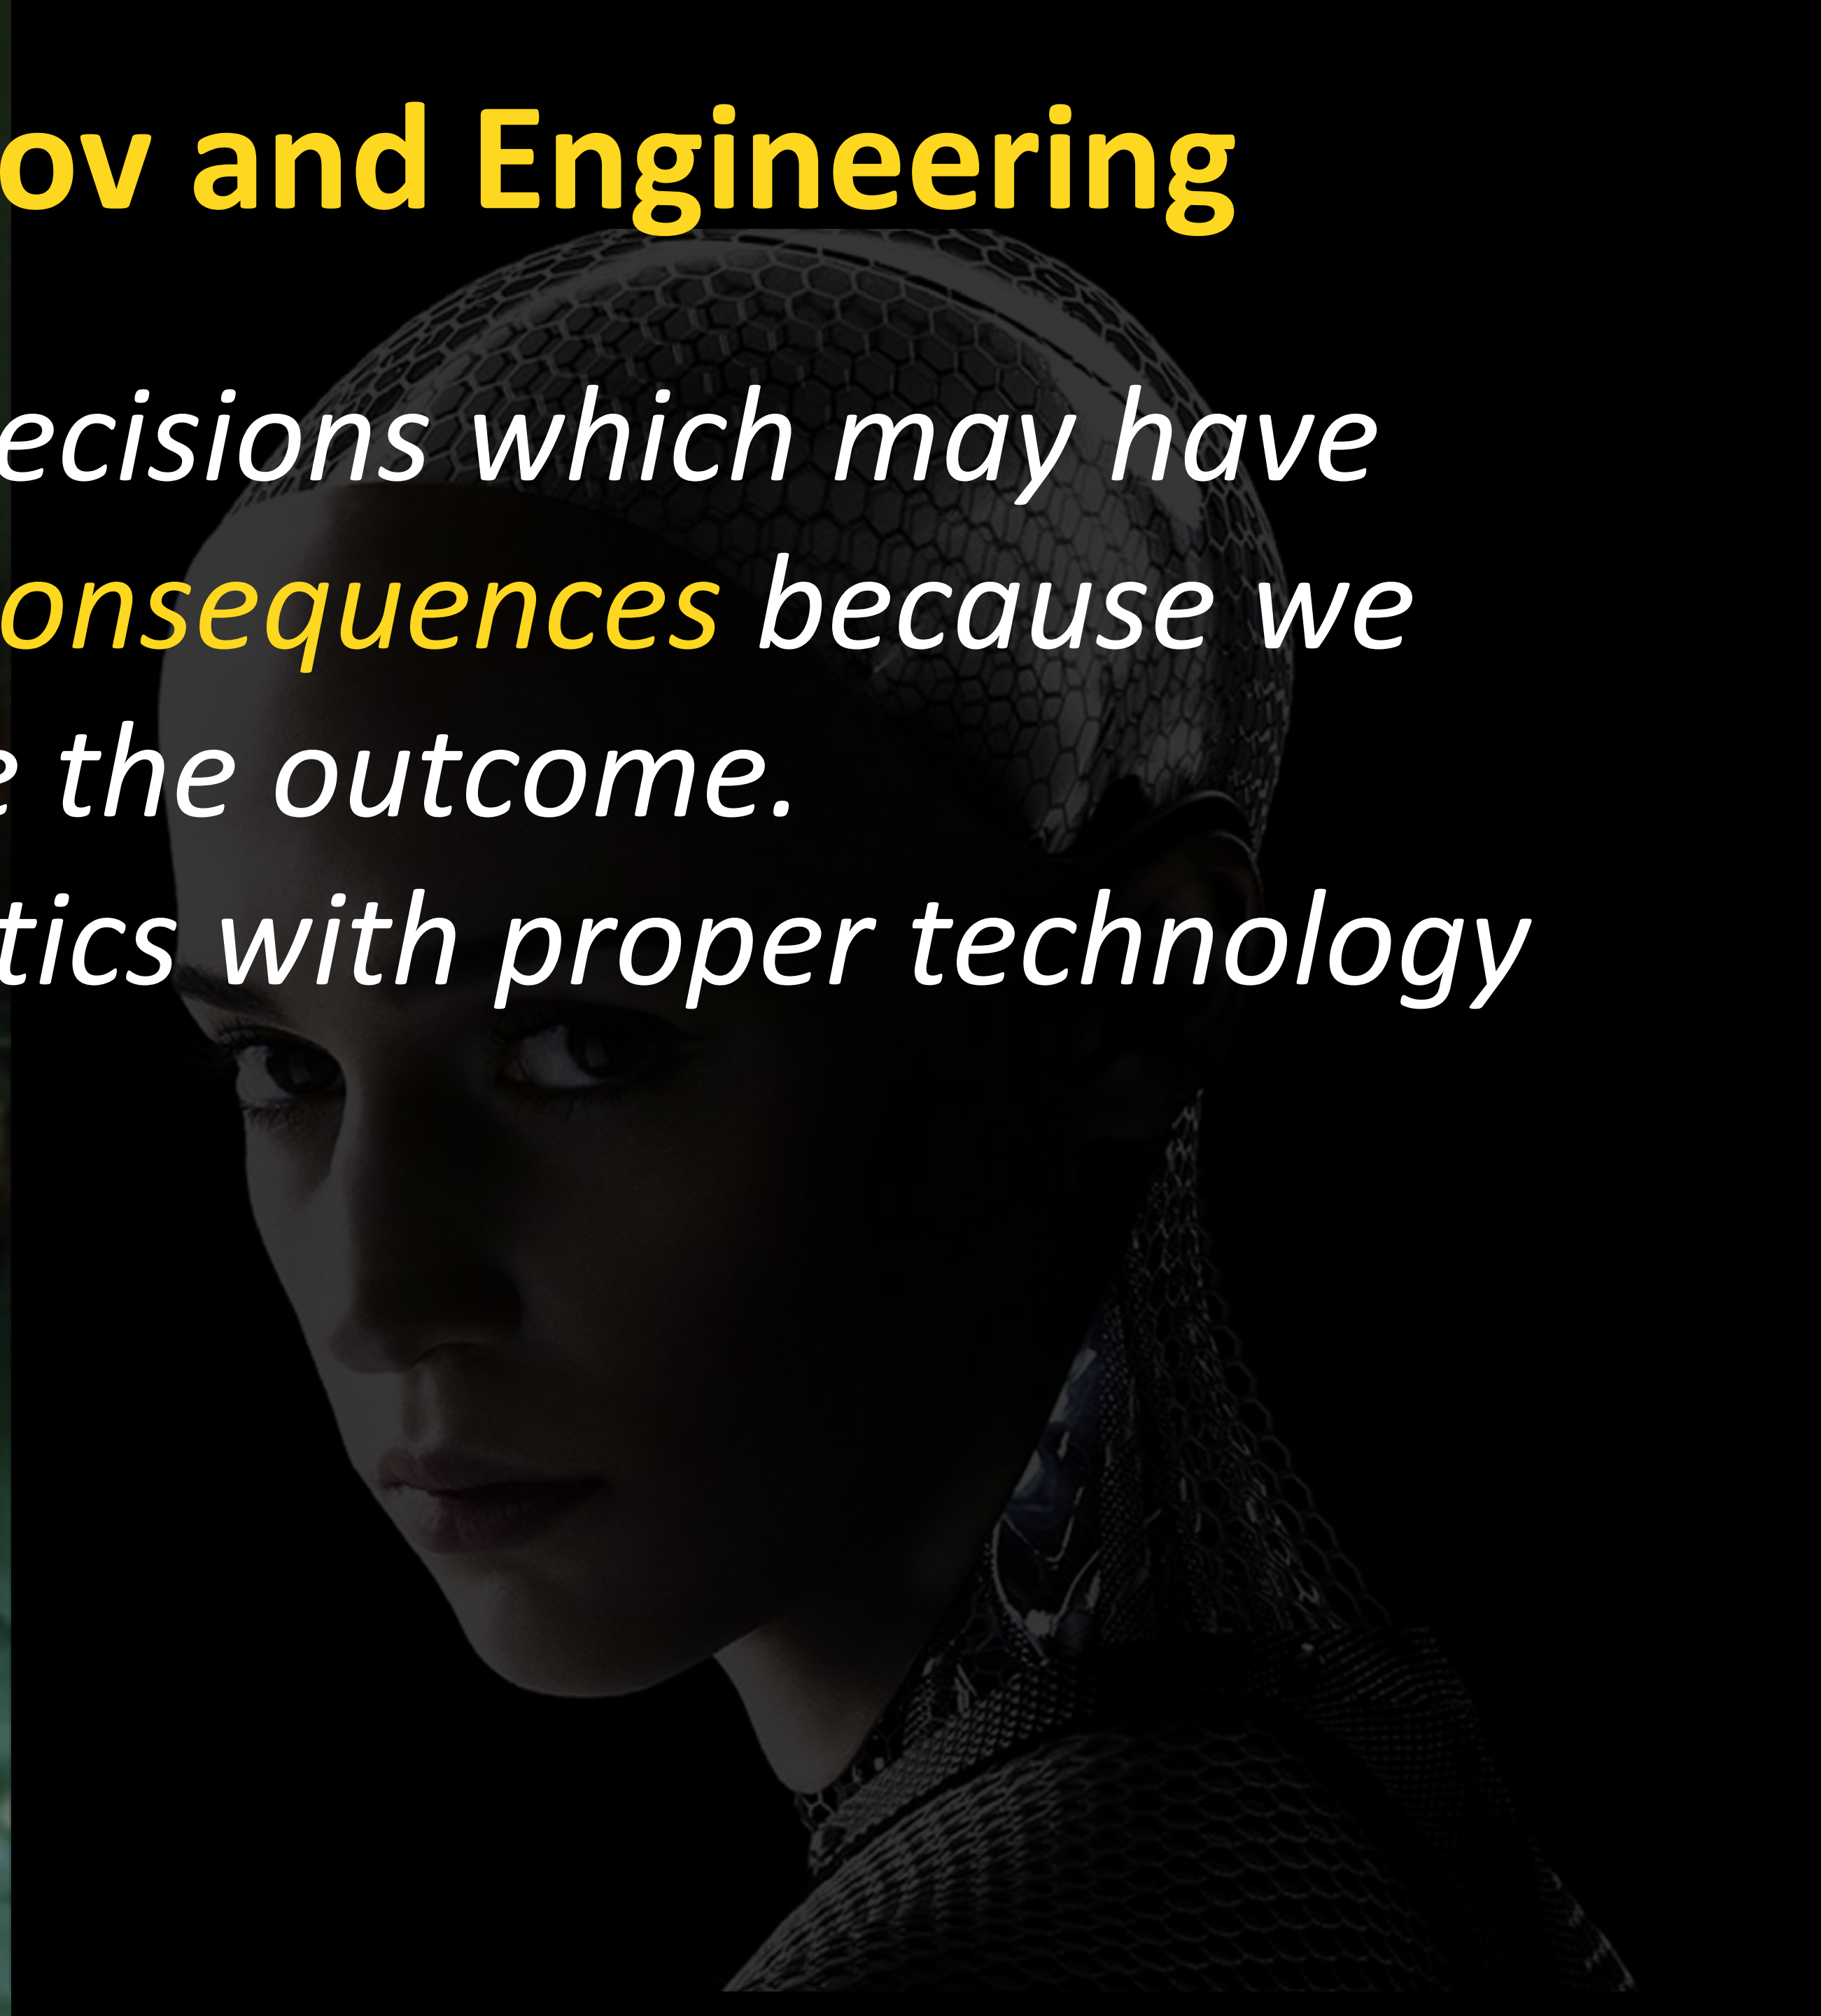 ov and Engineering
ecisions which may have
onsequences because we
e the outcome.
tics with proper technology